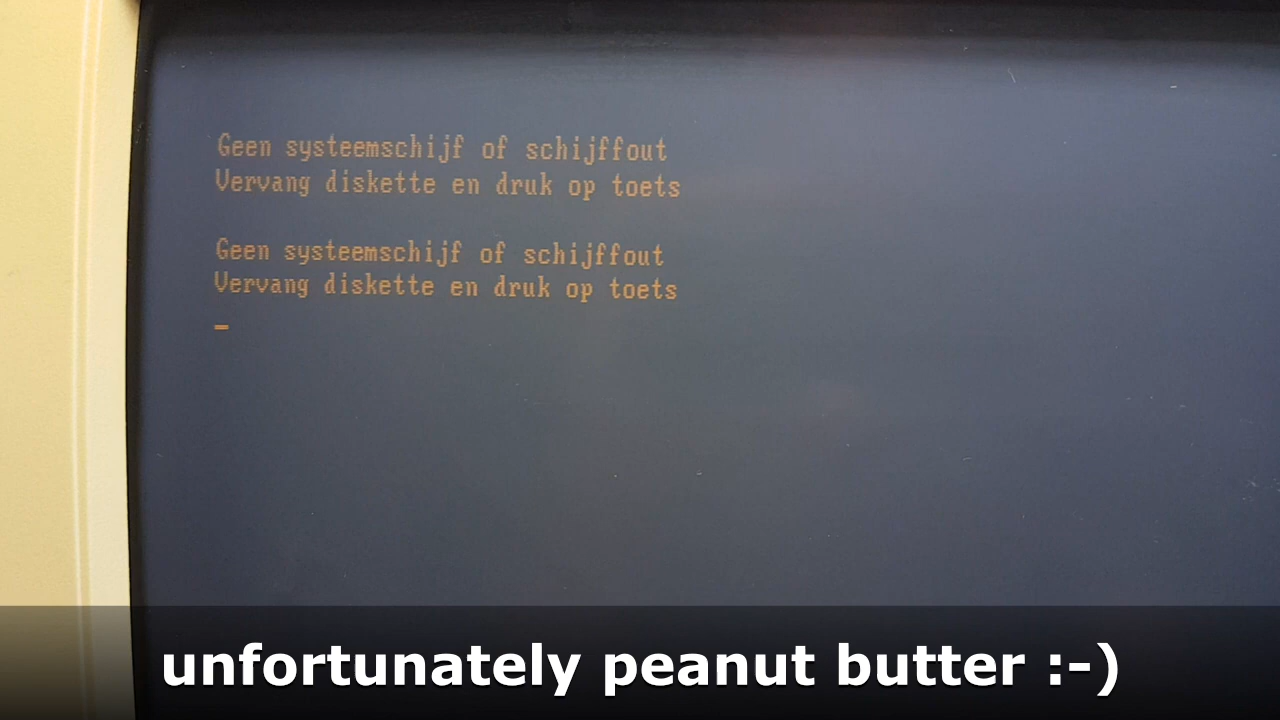 Geen systeemschijf of schijffout
Vervang diskette en druk op toets
Geen systeemschijf of schijffout
Vervang diskette en druk op toets
_
unfortunately peanut butter :-)